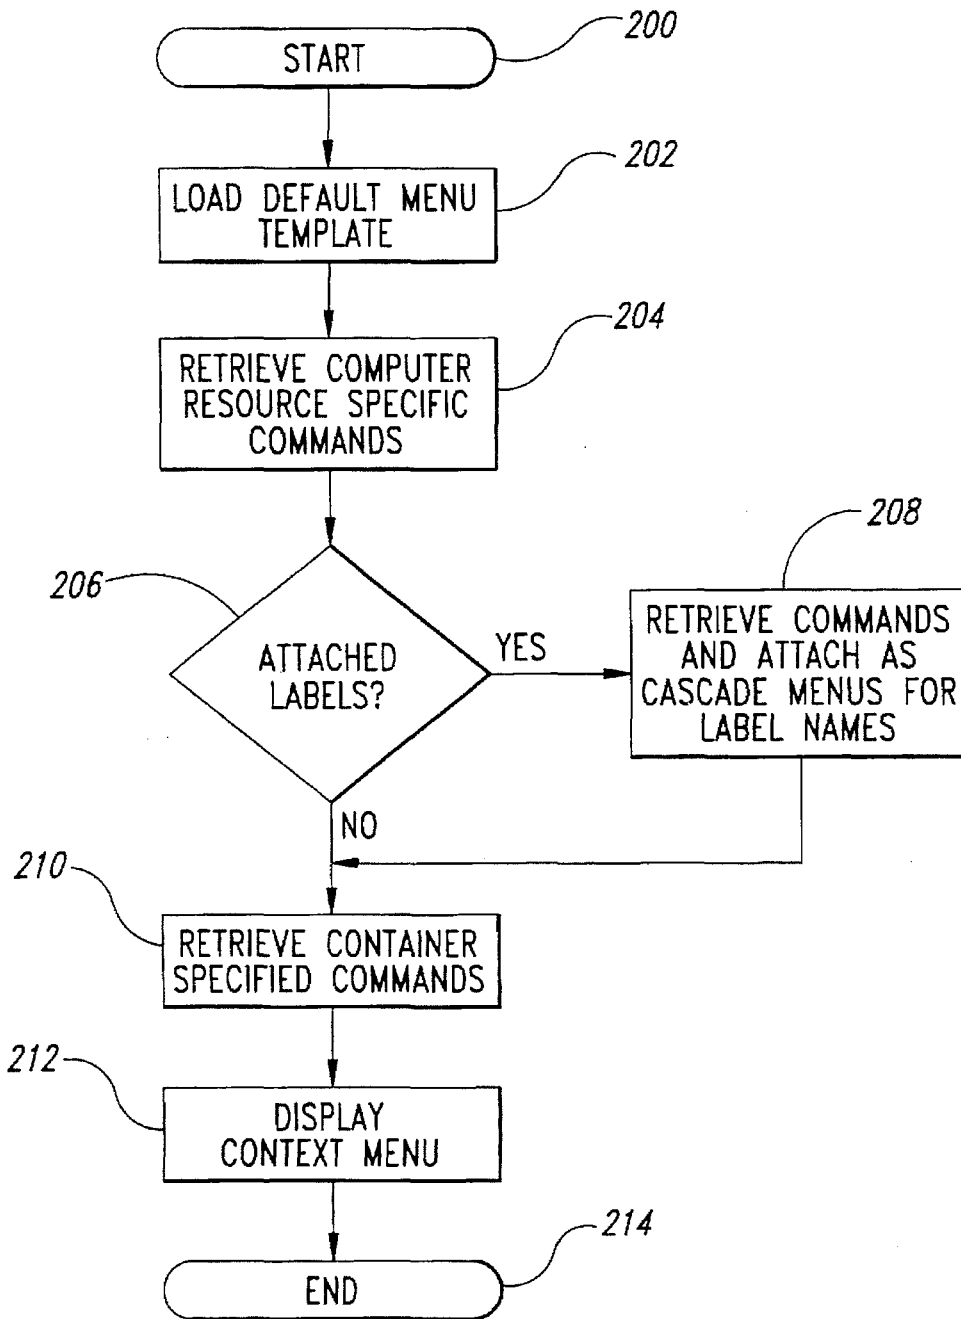 START
200
LOAD DEFAULT MENU
TEMPLATE
202
RETRIEVE COMPUTER
RESOURCE SPECIFIC
COMMANDS
204
206
ATTACHED
LABELS?
YES
208
RETRIEVE COMMANDS
AND ATTACH AS
CASCADE MENUS FOR
LABEL NAMES
NO
210
RETRIEVE CONTAINER
SPECIFIED COMMANDS
212
DISPLAY
CONTEXT MENU
214
END